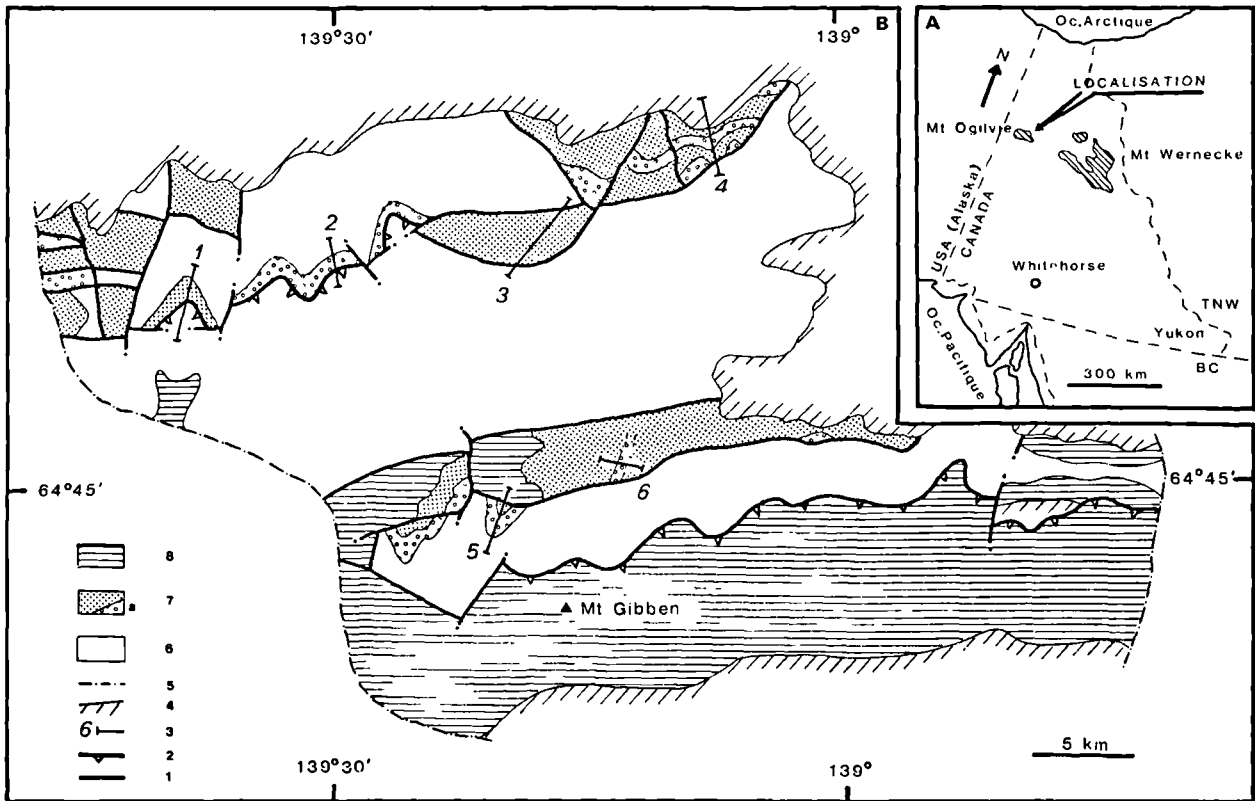 139°30'
139°
B
A
Oc. Arctique
N
LOCALISATION
Mt Ogilvie
Mt Wernecke
USA (Alaska)
CANADA
Whitehorse
TNW
Yukon
BC
Oc. Pacifique
300 km
1
2
3
4
64°45'
64°45'
6
5
Mt Gibben
8
7
a
6
5
4
6
3
2
1
5 km
139°30'
139°